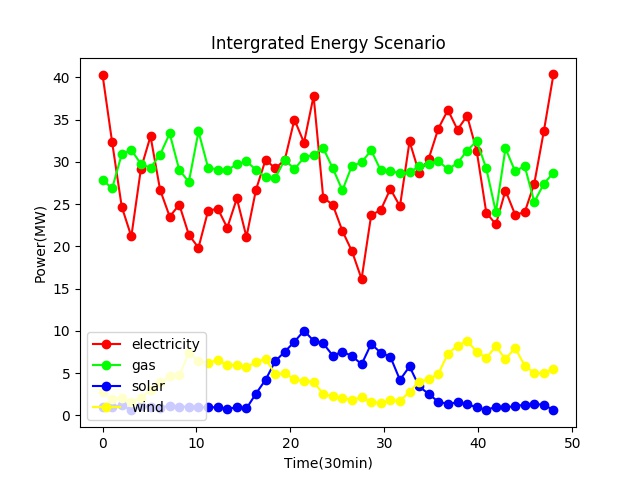 Intergrated Energy Scenario
Power(MW)
40
35
30
25
20
15
10
5
0
electricity
gas
solar
wind
0 10 20 30 40 50
Time(30min)